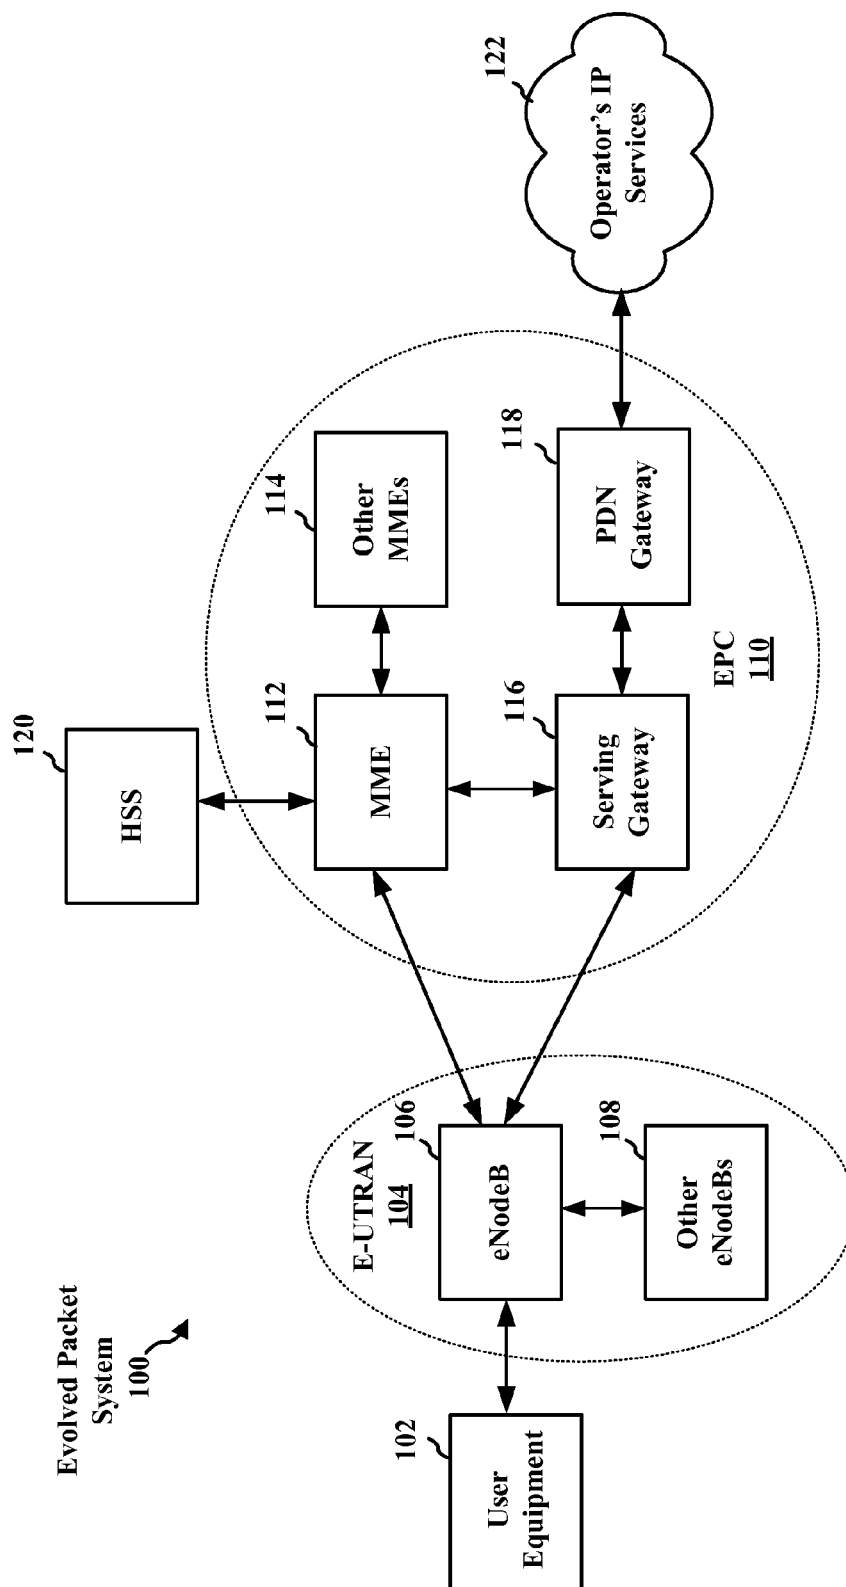 Evolved Packet
System
100
120
HSS
E-UTRAN
104
102
User
Equipment
106
eNodeB
108
Other
eNodeBs
112
MME
114
Other
MMEs
116
Serving
Gateway
118
PDN
Gateway
EPC
110
122
Operator's IP
Services